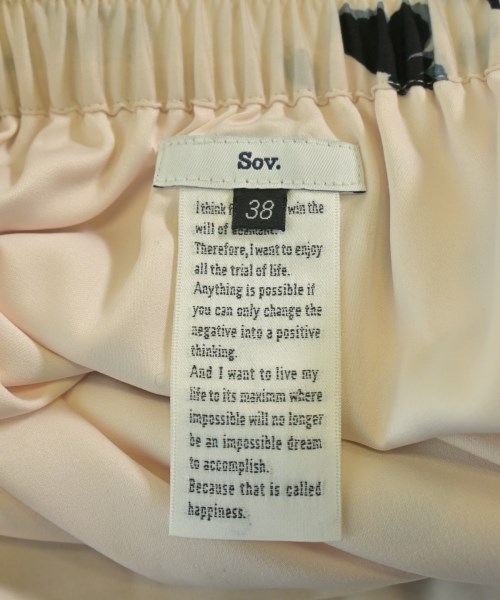 Sov.
38
I think f win the
will of
Therefore, I want to enjoy
all the trial of life.
Anything is possible if
you can only change the
negative into a positive
thinking.
And I want to live my
life to its maximm where
impossible will no longer
be an impossible dream
to accomplish.
Because that is called
happiness.